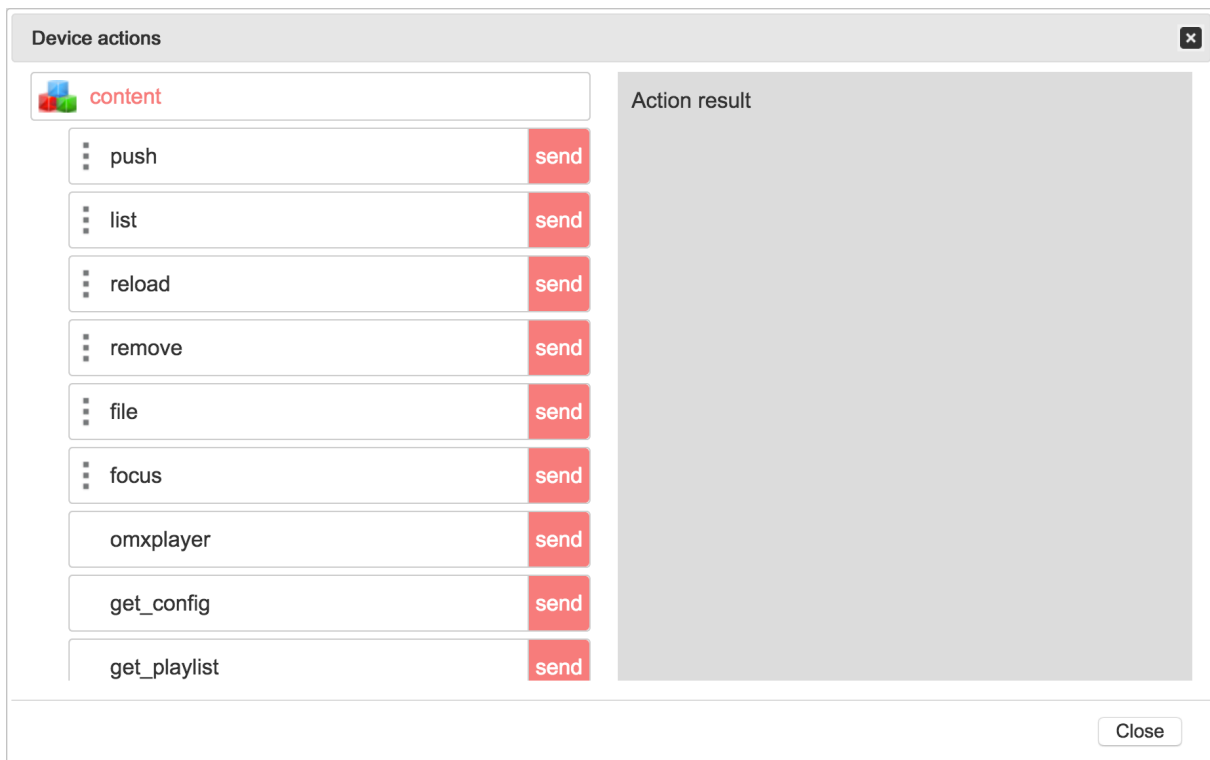 Device actions
content
Action result
push send
list send
reload send
remove send
file send
focus send
omxplayer send
get_config send
get_playlist send
Close